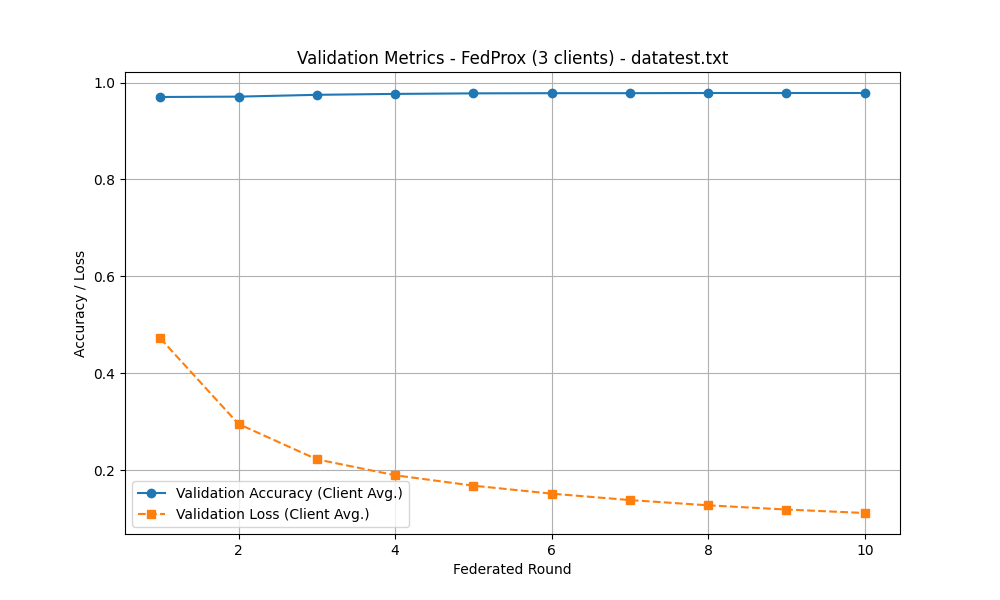 Validation Metrics - FedProx (3 clients) - datatest.txt
Accuracy / Loss
1.0
0.8
0.6
0.4
0.2
Validation Accuracy (Client Avg.)
Validation Loss (Client Avg.)
2 4 6 8 10
Federated Round